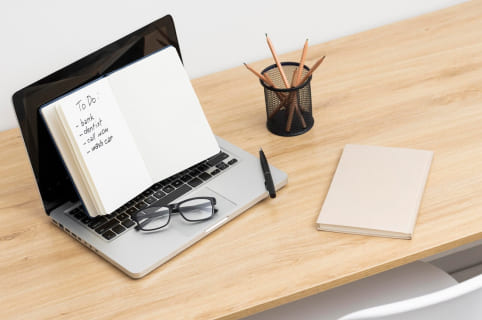 To Do:
- bank
- dentist
- call mom
- wash car